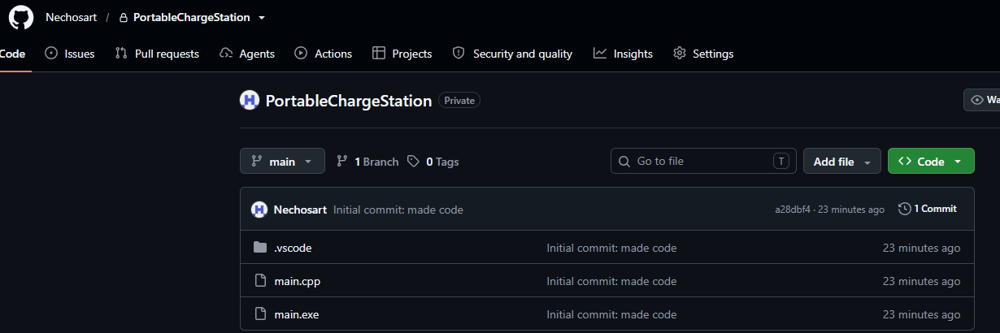 Nechosart / PortableChargeStation
Code Issues Pull requests Agents Actions Projects Security and quality Insights Settings
H PortableChargeStation Private
main 1 Branch 0 Tags Go to file T Add file <> Code
H Nechosart Initial commit: made code a28dbf4 · 23 minutes ago 1 Commit
.vscode Initial commit: made code 23 minutes ago
main.cpp Initial commit: made code 23 minutes ago
main.exe Initial commit: made code 23 minutes ago